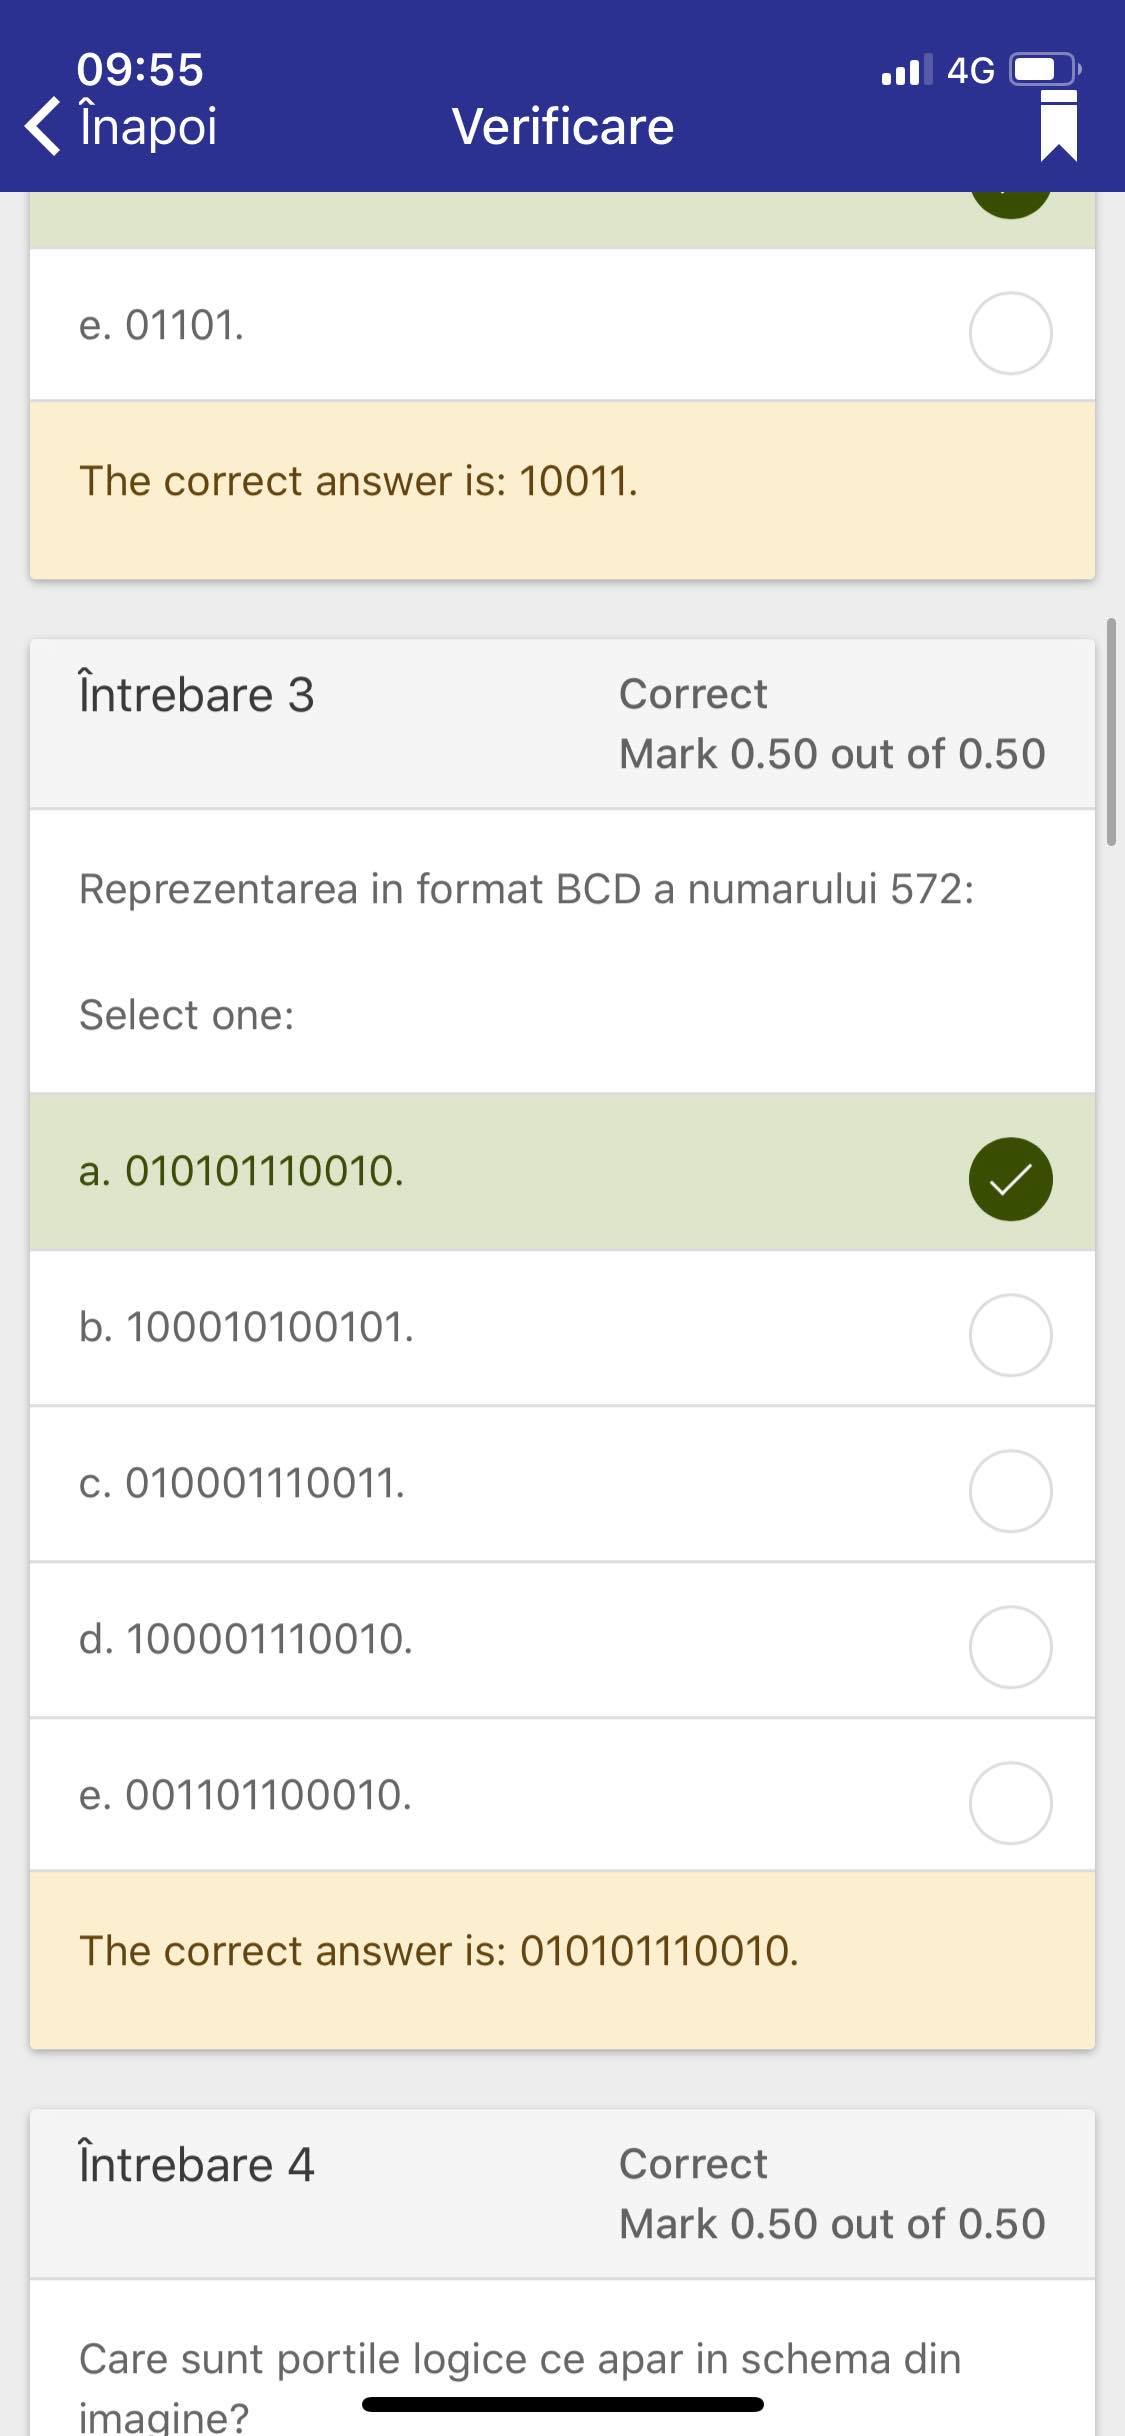 09:55
4G
Înapoi
Verificare
e. 01101.
The correct answer is: 10011.
Întrebare 3
Correct
Mark 0.50 out of 0.50
Reprezentarea in format BCD a numarului 572:
Select one:
a. 010101110010.
b. 100010100101.
c. 010001110011.
d. 100001110010.
e. 001101100010.
The correct answer is: 010101110010.
Întrebare 4
Correct
Mark 0.50 out of 0.50
Care sunt portile logice ce apar in schema din
imagine?